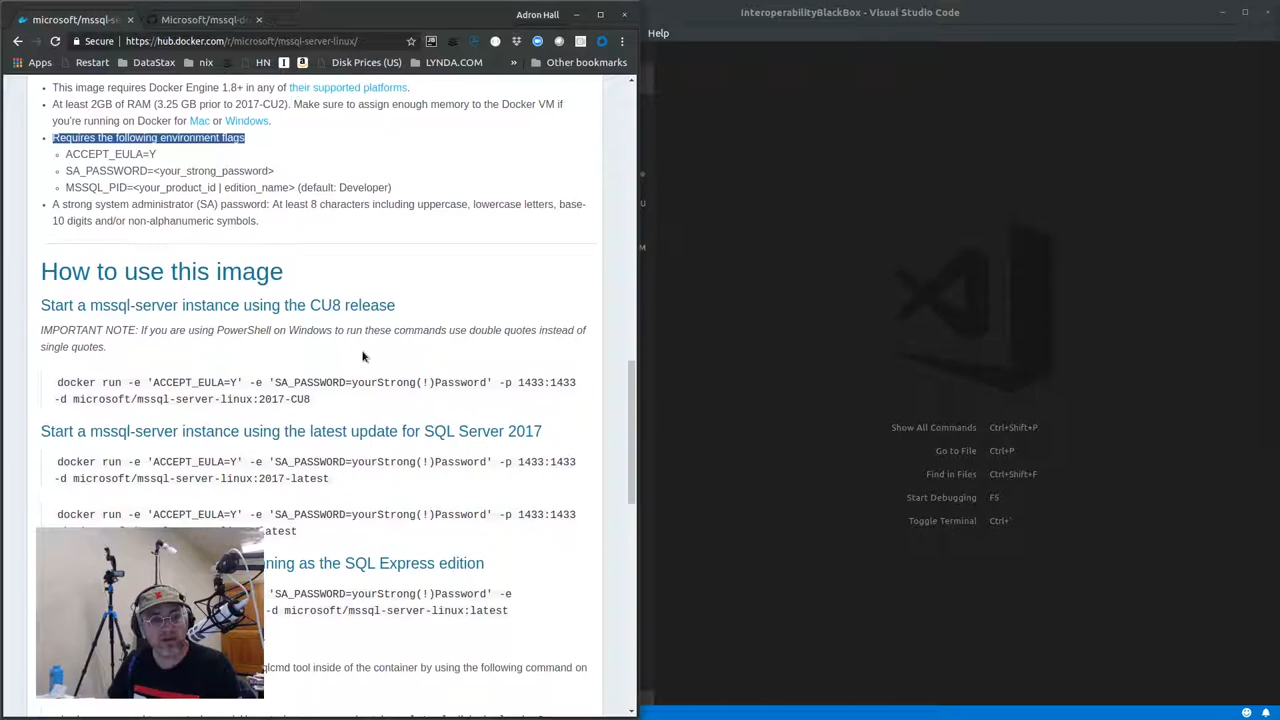 microsoft/mssql-se
Microsoft/mssql-do
Adron Hall
InteroperabilityBlackBox - Visual Studio Code
Secure
https://hub.docker.com/r/microsoft/mssql-server-linux/
Help
Apps
Restart
DataStax
nix
HN
Disk Prices (US)
LYNDA.COM
»
Other bookmarks
This image requires Docker Engine 1.8+ in any of their supported platforms.
At least 2GB of RAM (3.25 GB prior to 2017-CU2). Make sure to assign enough memory to the Docker VM if
you're running on Docker for Mac or Windows.
Requires the following environment flags
ACCEPT_EULA=Y
SA_PASSWORD=<your_strong_password>
MSSQL_PID=<your_product_id | edition_name> (default: Developer)
A strong system administrator (SA) password: At least 8 characters including uppercase, lowercase letters, base-
10 digits and/or non-alphanumeric symbols.
How to use this image
Start a mssql-server instance using the CU8 release
IMPORTANT NOTE: If you are using PowerShell on Windows to run these commands use double quotes instead of
single quotes.
docker run -e 'ACCEPT_EULA=Y' -e 'SA_PASSWORD=yourStrong(!)Password' -p 1433:1433
-d microsoft/mssql-server-linux:2017-CU8
Start a mssql-server instance using the latest update for SQL Server 2017
docker run -e 'ACCEPT_EULA=Y' -e 'SA_PASSWORD=yourStrong(!)Password' -p 1433:1433
-d microsoft/mssql-server-linux:2017-latest
docker run -e 'ACCEPT_EULA=Y' -e 'SA_PASSWORD=yourStrong(!)Password' -p 1433:1433
latest
ning as the SQL Express edition
'SA_PASSWORD=yourStrong(!)Password' -e
-d microsoft/mssql-server-linux:latest
qlcmd tool inside of the container by using the following command on
U
M
Show All Commands Ctrl+Shift+P
Go to File Ctrl+P
Find in Files Ctrl+Shift+F
Start Debugging F5
Toggle Terminal Ctrl+`